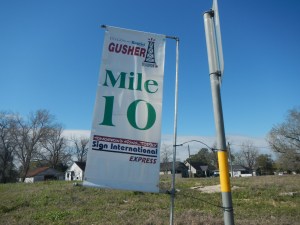 GUSHER
Mile
10
Sign International
EXPRESS